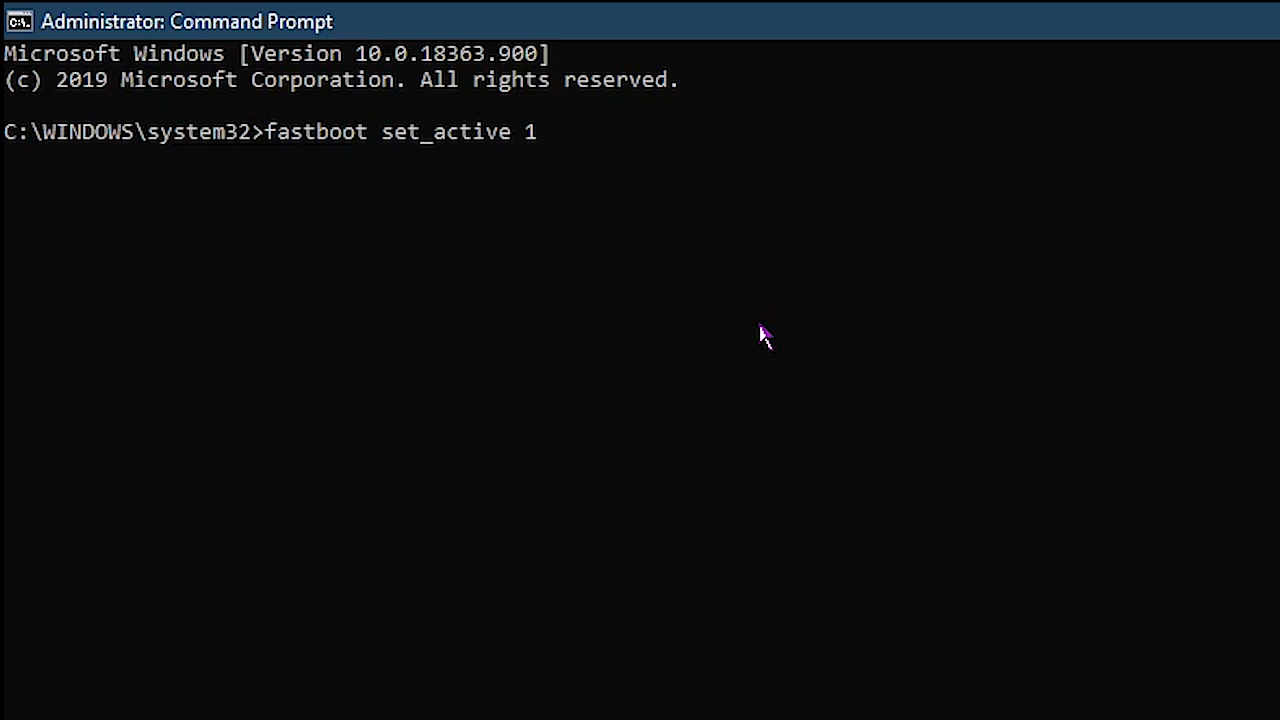 Administrator: Command Prompt
Microsoft Windows [Version 10.0.18363.900]
(c) 2019 Microsoft Corporation. All rights reserved.
C:\WINDOWS\system32>fastboot set_active 1